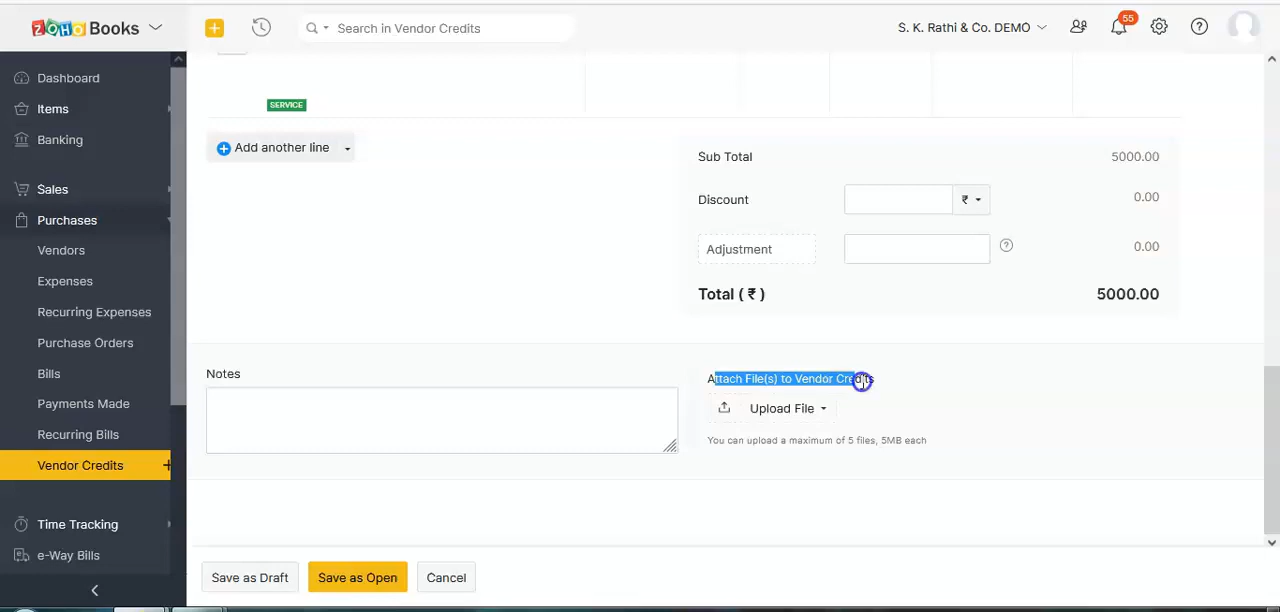 ZOHO Books
Search in Vendor Credits
S. K. Rathi & Co. DEMO
55
Dashboard
Items
Banking
Sales
Purchases
Vendors
Expenses
Recurring Expenses
Purchase Orders
Bills
Payments Made
Recurring Bills
Vendor Credits +
Time Tracking
e-Way Bills
SERVICE
Add another line
Sub Total 5000.00
Discount ₹ 0.00
Adjustment 0.00
Total ( ₹ ) 5000.00
Notes
Attach File(s) to Vendor Credits
Upload File
You can upload a maximum of 5 files, 5MB each
Save as Draft
Save as Open
Cancel